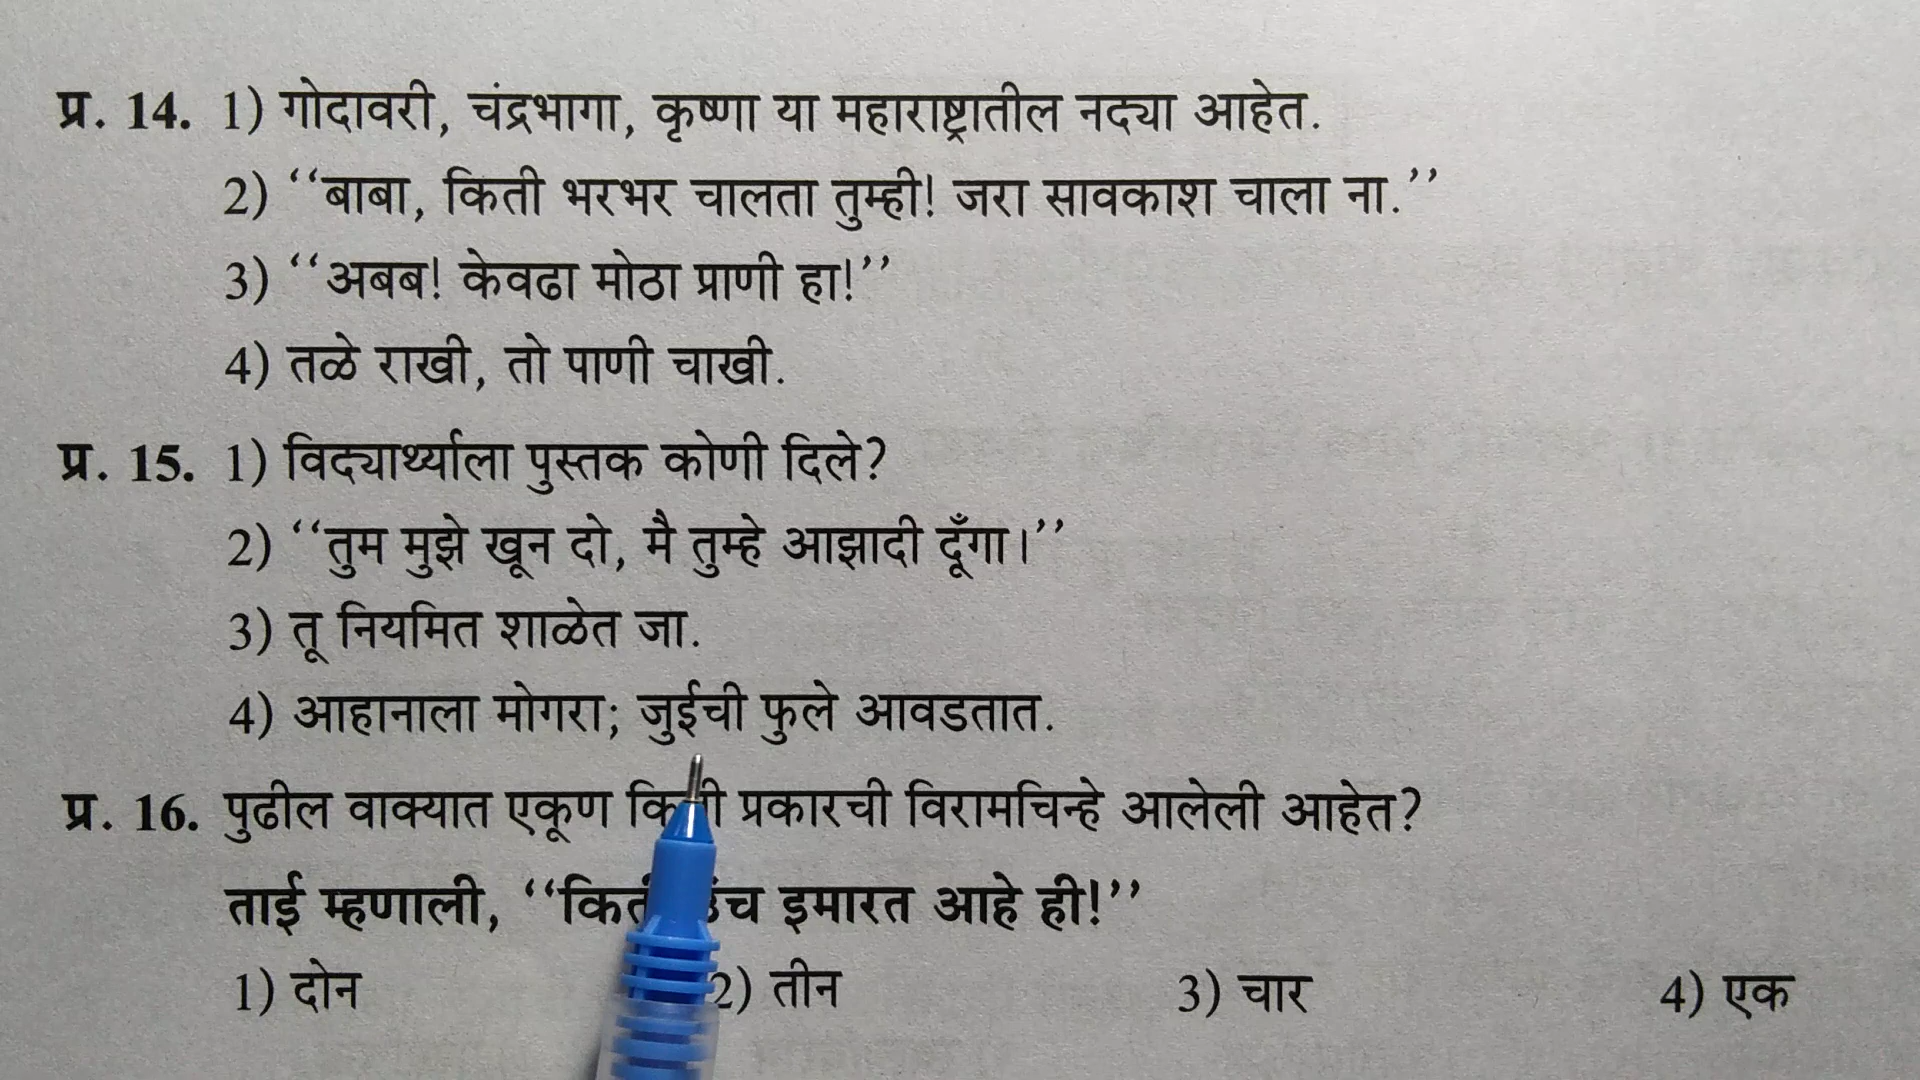 प्र. 14. 1) गोदावरी, चंद्रभागा, कृष्णा या महाराष्ट्रातील नद्या आहेत.
2) ‘‘बाबा, किती भरभर चालता तुम्ही! जरा सावकाश चाला ना.’’
3) ‘‘अबब! केवढा मोठा प्राणी हा!’’
4) तळे राखी, तो पाणी चाखी.
प्र. 15. 1) विद्यार्थ्याला पुस्तक कोणी दिले?
2) ‘‘तुम मुझे खून दो, मै तुम्हे आझादी दूँगा।’’
3) तू नियमित शाळेत जा.
4) आहानाला मोगरा; जुईची फुले आवडतात.
प्र. 16. पुढील वाक्यात एकूण प्रकारची विरामचिन्हे आलेली आहेत?
ताई म्हणाली, इमारत आहे ही!’’
1) दोन 2) तीन 3) चार 4) एक